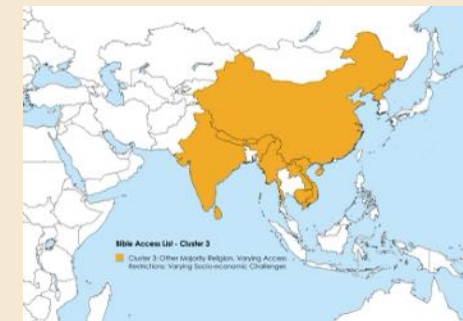 Bible Access List - Cluster 3
Cluster 3: Other Majority Religion, Varying Access
Restrictions; Varying Socio-economic Challenges